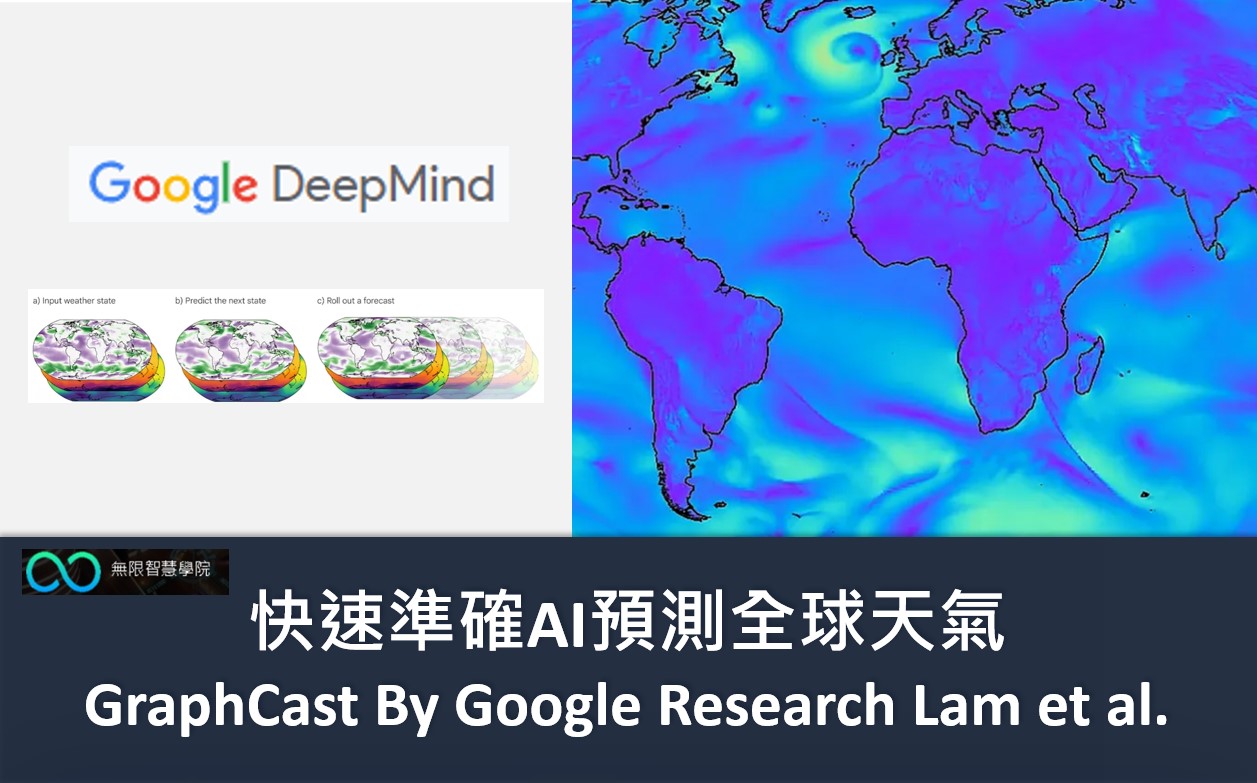 Google DeepMind
a) Input weather state
b) Predict the next state
c) Roll out a forecast
無限智慧學院
快速準確AI預測全球天氣
GraphCast By Google Research Lam et al.